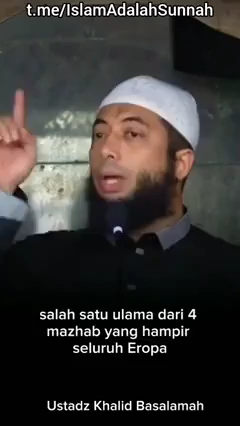 t.me/IslamAdalahSunnah
salah satu ulama dari 4
mazhab yang hampir
seluruh Eropa
Ustadz Khalid Basalamah